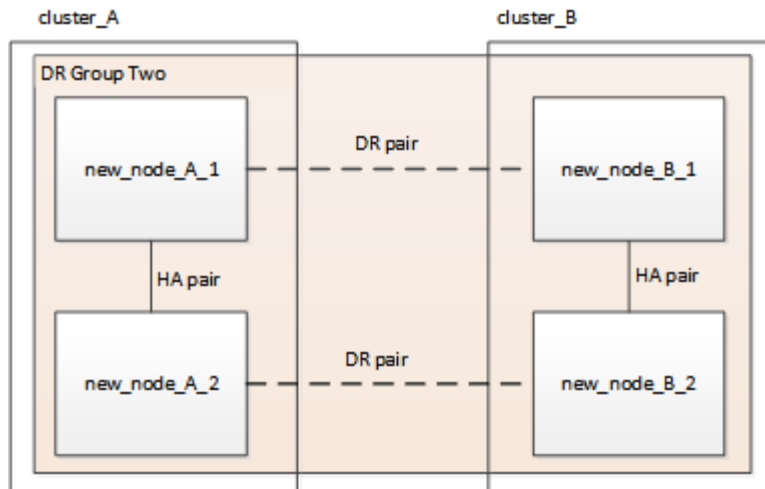 cluster_A
cluster_B
DR Group Two
DR pair
new_node_A_1
new_node_B_1
HA pair
HA pair
DR pair
new_node_A_2
new_node_B_2